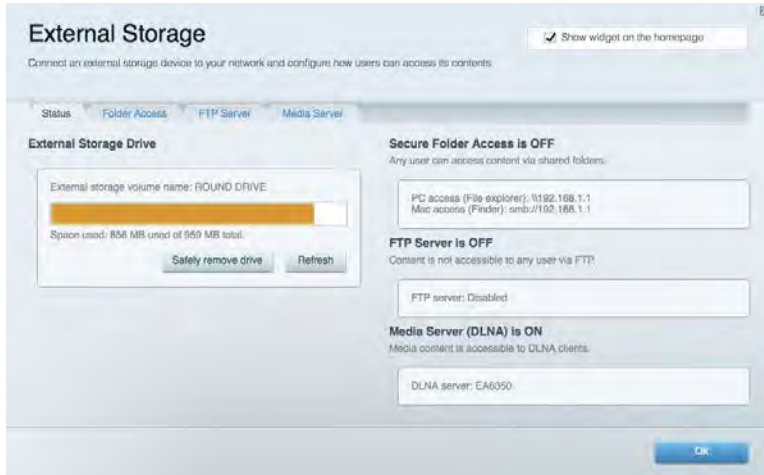 External Storage
Show widget on the homepage
Connect an external storage device to your network and configure how users can access its contents.
Status
Folder Access
FTP Server
Media Server
External Storage Drive
External storage volume name: ROUND DRIVE
Space used: 856 MB used of 959 MB total.
Safely remove drive
Refresh
Secure Folder Access is OFF
Any user can access content via shared folders.
PC access (File explorer): \\192.168.1.1
Mac access (Finder): smb://192.168.1.1
FTP Server is OFF
Content is not accessible to any user via FTP.
FTP server: Disabled
Media Server (DLNA) is ON
Media content is accessible to DLNA clients.
DLNA server: EA6350
Ok